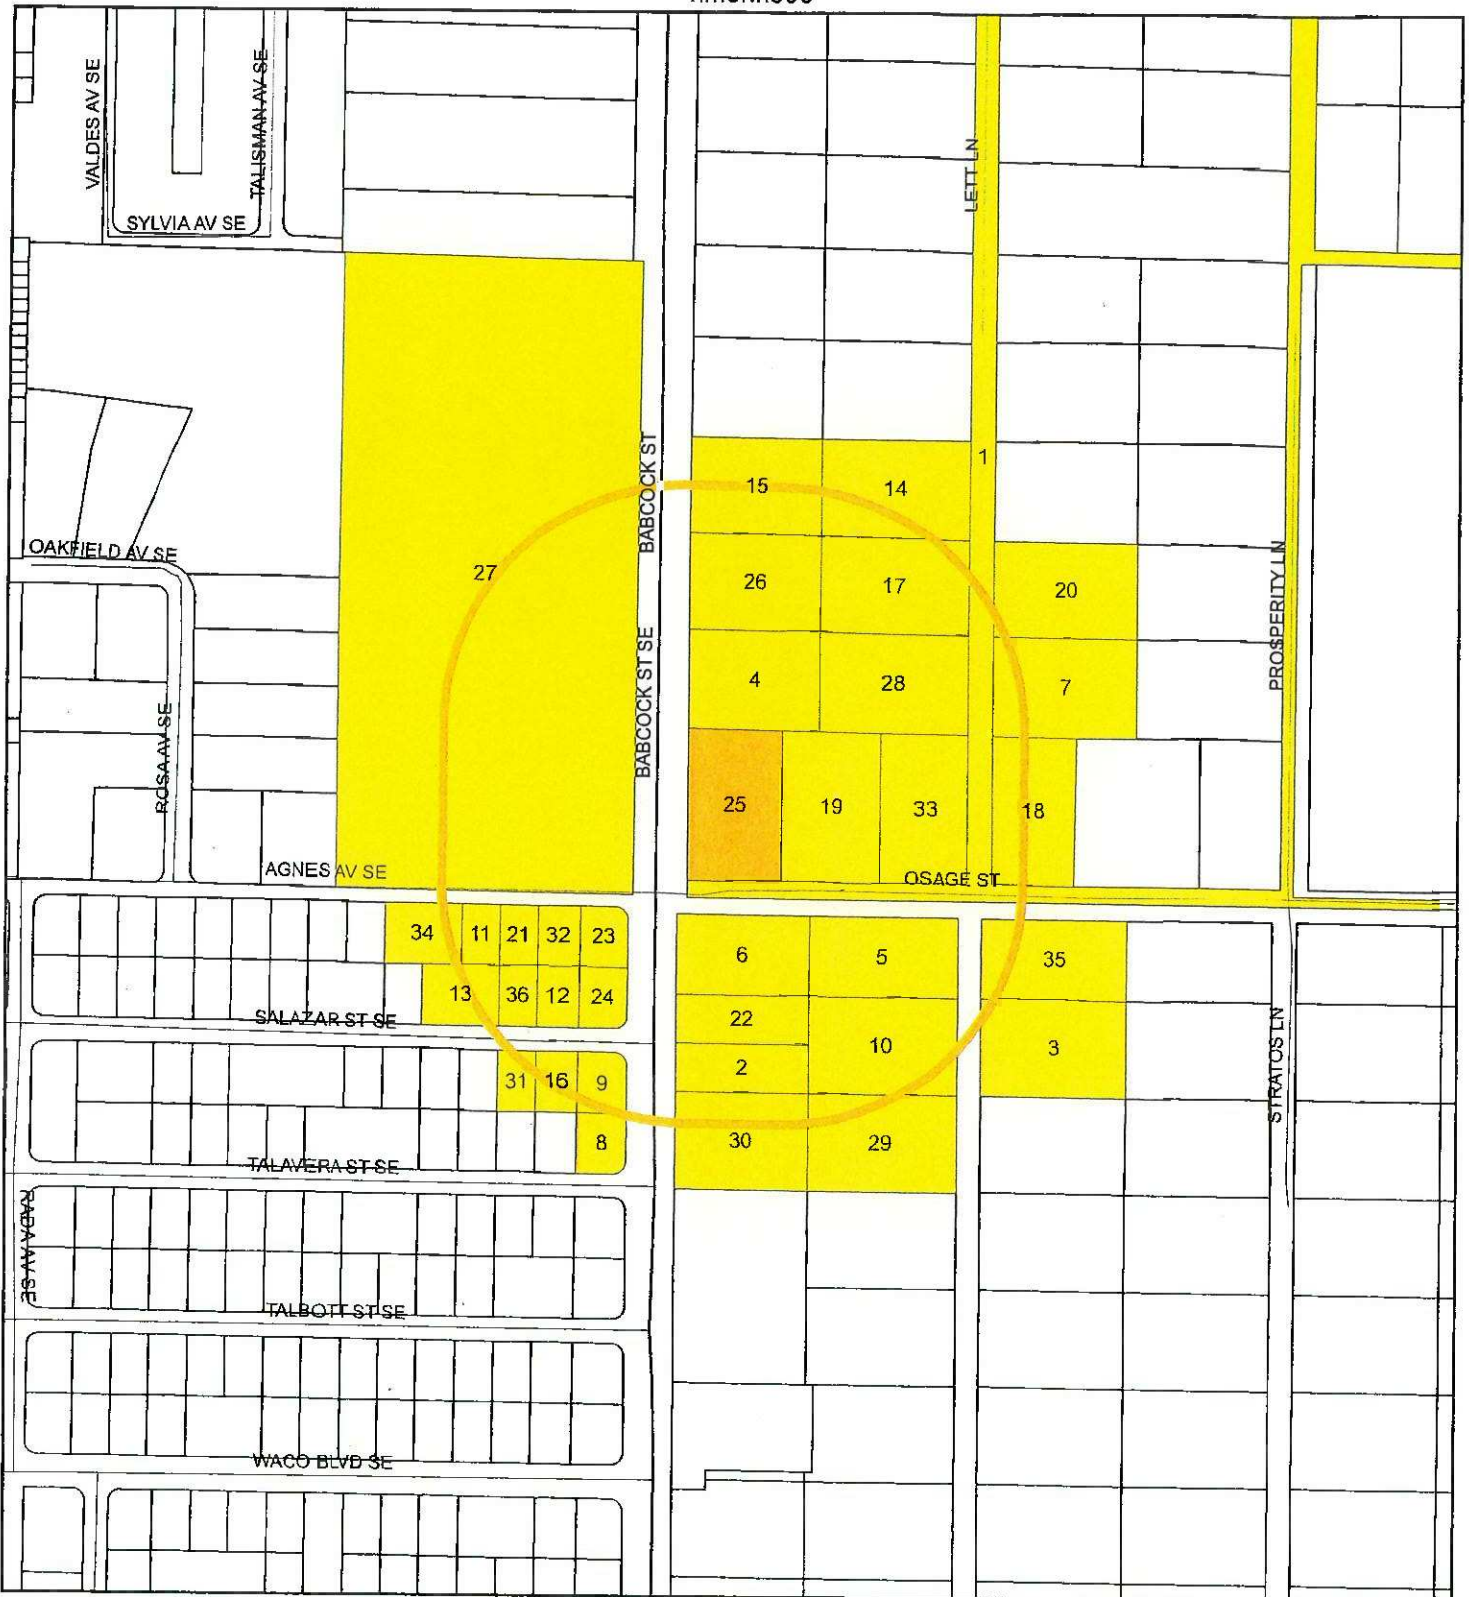 VALDES AV SE
TALISMAN AV SE
SYLVIA AV SE
LETT LN
1
BABCOCK ST
15
14
OAKFIELD AV SE
27
26
17
20
PROSPERITY LN
BABCOCK ST SE
4
28
7
ROSA AV SE
25
19
33
18
AGNES AV SE
OSAGE ST
34
11
21
32
23
6
5
35
13
36
12
24
SALAZAR ST SE
22
10
3
2
STRATOS LN
31
16
9
8
30
29
TALAVERA ST SE
RADA AV SE
TALBOTT ST SE
WACO BLVD SE